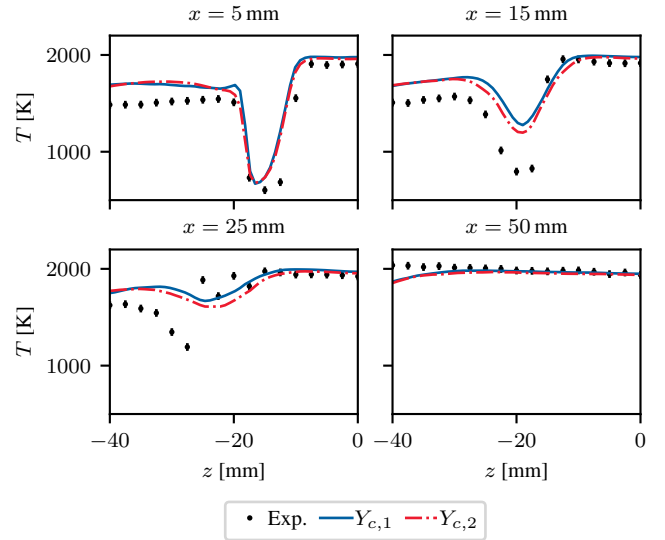 x = 5 mm
x = 15 mm
2000
1000
T [K]
x = 25 mm
x = 50 mm
2000
1000
T [K]
−40
−20
0
−40
−20
0
z [mm]
z [mm]
Exp.
Y_{c,1}
Y_{c,2}